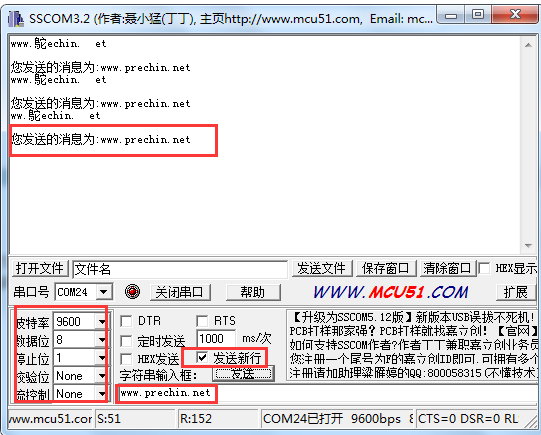 SSCOM3.2 (作者:聂小猛(丁丁), 主页http://www.mcu51.com, Email: mc...
www.鸵echin. et
您发送的消息为:www.prechin.net
www.鸵echin. et
您发送的消息为:www.prechin.net
ww.鸵echin. et
您发送的消息为:www.prechin.net
打开文件 文件名 发送文件 保存窗口 清除窗口 HEX显示
串口号 COM24 关闭串口 帮助 WWW.MCU51.COM 扩展
波特率 9600
数据位 8
停止位 1
校验位 None
流控制 None
DTR RTS
定时发送 1000 ms/次
HEX发送 发送新行
字符串输入框: 发送
www.prechin.net
【升级为SSCOM5.12版】新版本USB误拔不死机!
PCB打样那家强?PCB打样就找嘉立创!【官网】
如何支持SSCOM作者?作者丁丁兼职嘉立创业务员
您注册一个尾号为F的嘉立创ID即可.可拥有多个
注册请加助理梁雁婷的QQ:800058315(不懂技术)
www.mcu51.cor S:51 R:152 COM24已打开 9600bps 8 CTS=0 DSR=0 RL